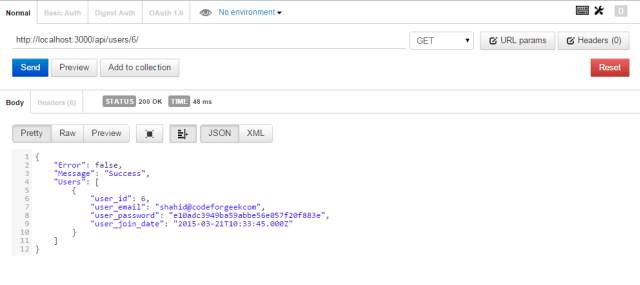 Normal Basic Auth Digest Auth OAuth 1.0 No environment 0
http://localhost:3000/api/users/6/ GET URL params Headers (0)
Send Preview Add to collection Reset
Body Headers (6) STATUS 200 OK TIME 48 ms
Pretty Raw Preview JSON XML
1 {
2 "Error": false,
3 "Message": "Success",
4 "Users": [
5 {
6 "user_id": 6,
7 "user_email": "shahid@codeforgeekcom",
8 "user_password": "e10adc3949ba59abbe56e057f20f883e",
9 "user_join_date": "2015-03-21T10:33:45.000Z"
10 }
11 ]
12 }